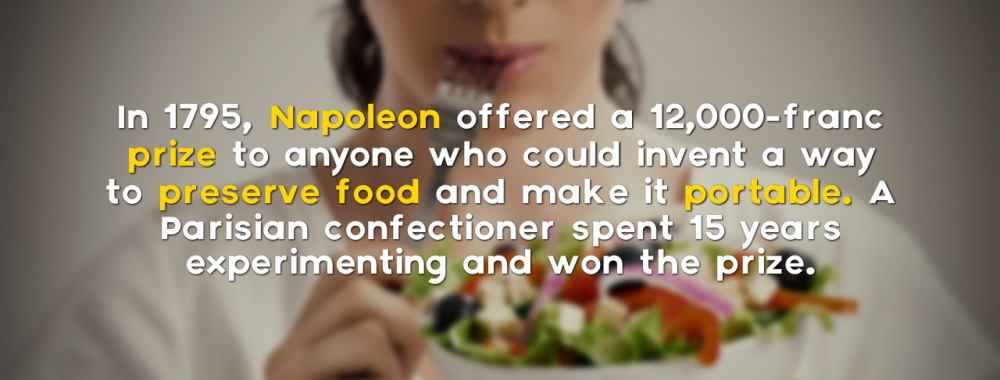 In 1795, Napoleon offered a 12,000-franc
prize to anyone who could invent a way
to preserve food and make it portable. A
Parisian confectioner spent 15 years
experimenting and won the prize.